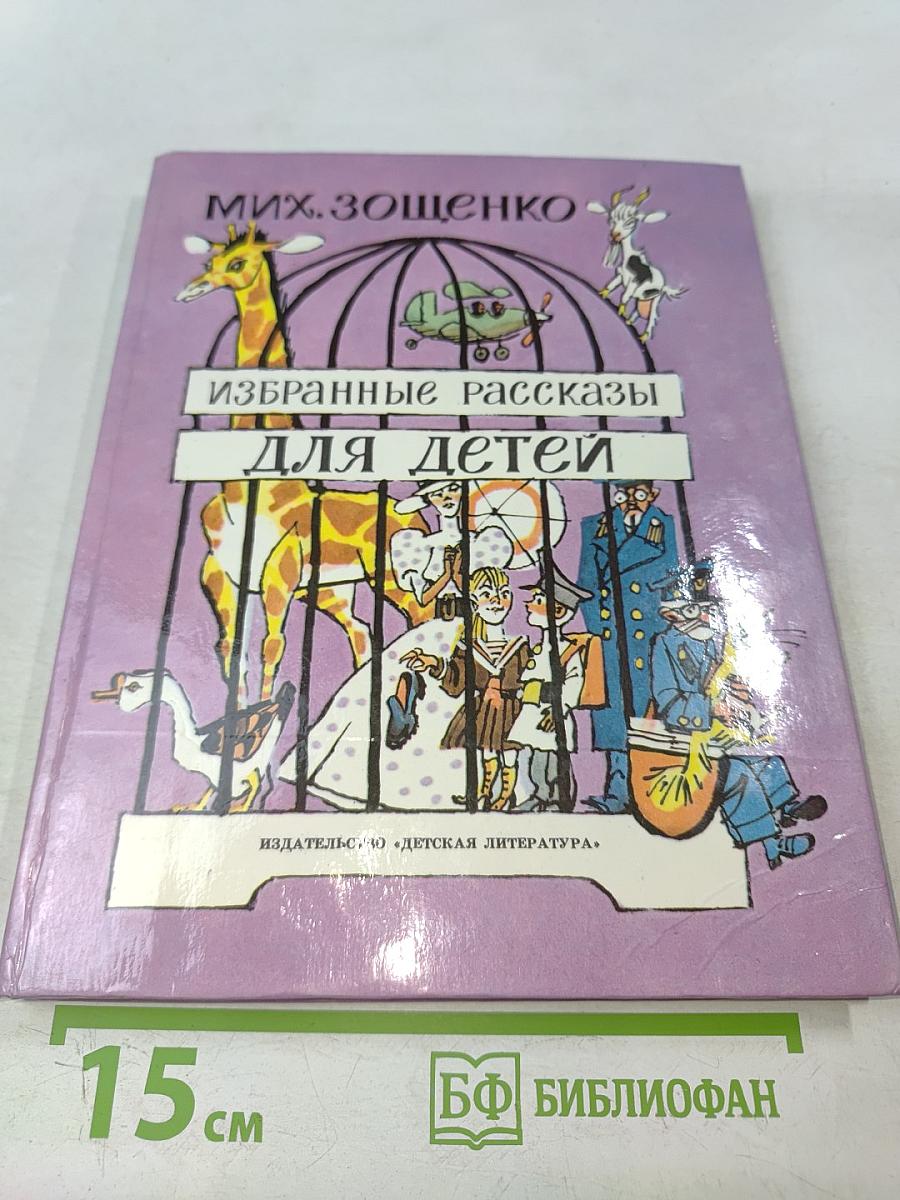 Мих. Зощенко
Избранные рассказы
для детей
ИЗДАТЕЛЬСТВО «ДЕТСКАЯ ЛИТЕРАТУРА»
15 см
БФ БИБЛИОФАН